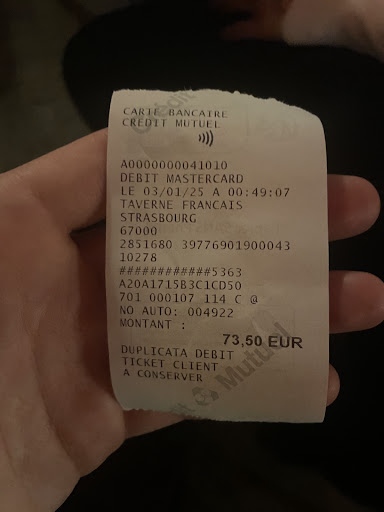 CARTE BANCAIRE
CREDIT MUTUEL
A0000000041010
DEBIT MASTERCARD
LE 03/01/25 A 00:49:07
TAVERNE FRANCAIS
STRASBOURG
67000
2851680 39776901900043
10278
############5363
A20A1715B3C1CD50
701 000107 114 C @
NO AUTO: 004922
MONTANT :
73,50 EUR
DUPLICATA DEBIT
TICKET CLIENT
A CONSERVER